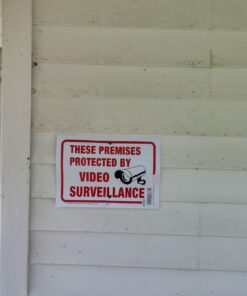 THESE PREMISES
PROTECTED BY
VIDEO
SURVEILLANCE